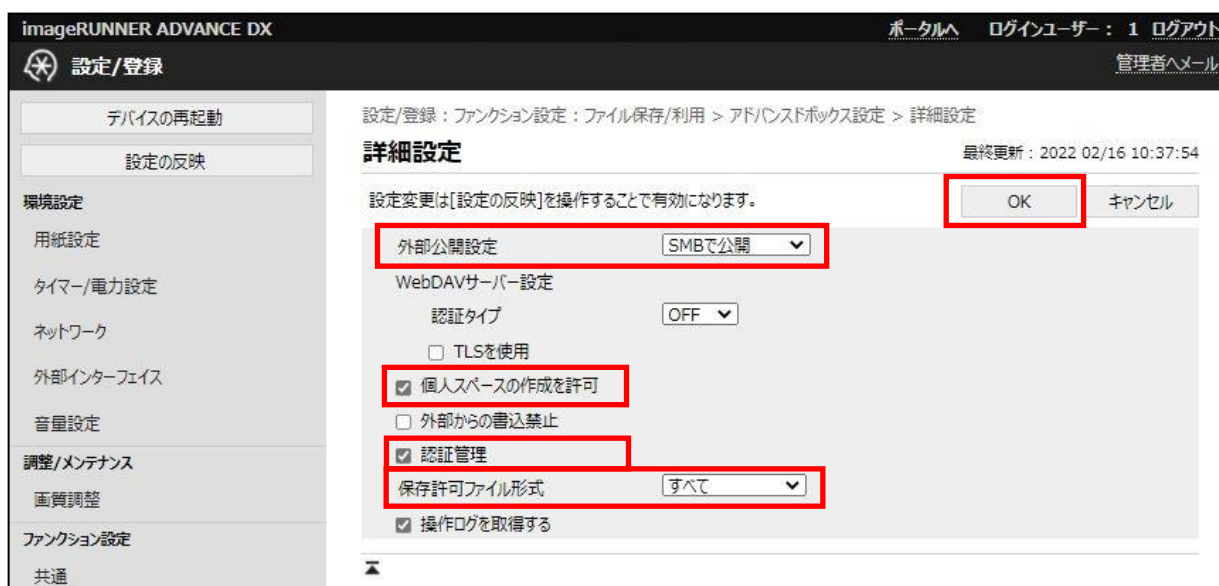 imageRUNNER ADVANCE DX
ポータルへ ログインユーザー： 1 ログアウト
設定/登録
管理者へメール
デバイスの再起動
設定の反映
環境設定
用紙設定
タイマー/電力設定
ネットワーク
外部インターフェイス
音量設定
調整/メンテナンス
画質調整
ファンクション設定
共通
設定/登録：ファンクション設定：ファイル保存/利用 > アドバンスドボックス設定 > 詳細設定
詳細設定
最終更新：2022 02/16 10:37:54
設定変更は[設定の反映]を操作することで有効になります。
OK キャンセル
外部公開設定 SMBで公開
WebDAVサーバー設定
認証タイプ OFF
TLSを使用
個人スペースの作成を許可
外部からの書込禁止
認証管理
保存許可ファイル形式 すべて
操作ログを取得する